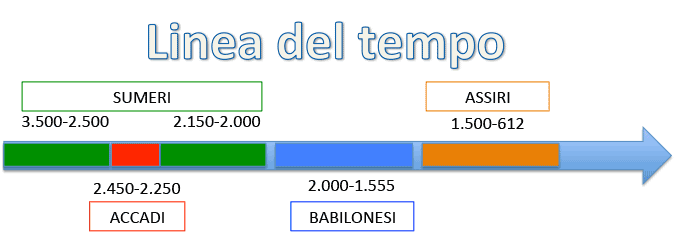 Linea del tempo
SUMERI
ASSIRI
3.500-2.500
2.150-2.000
1.500-612
2.450-2.250
2.000-1.555
ACCADI
BABILONESI